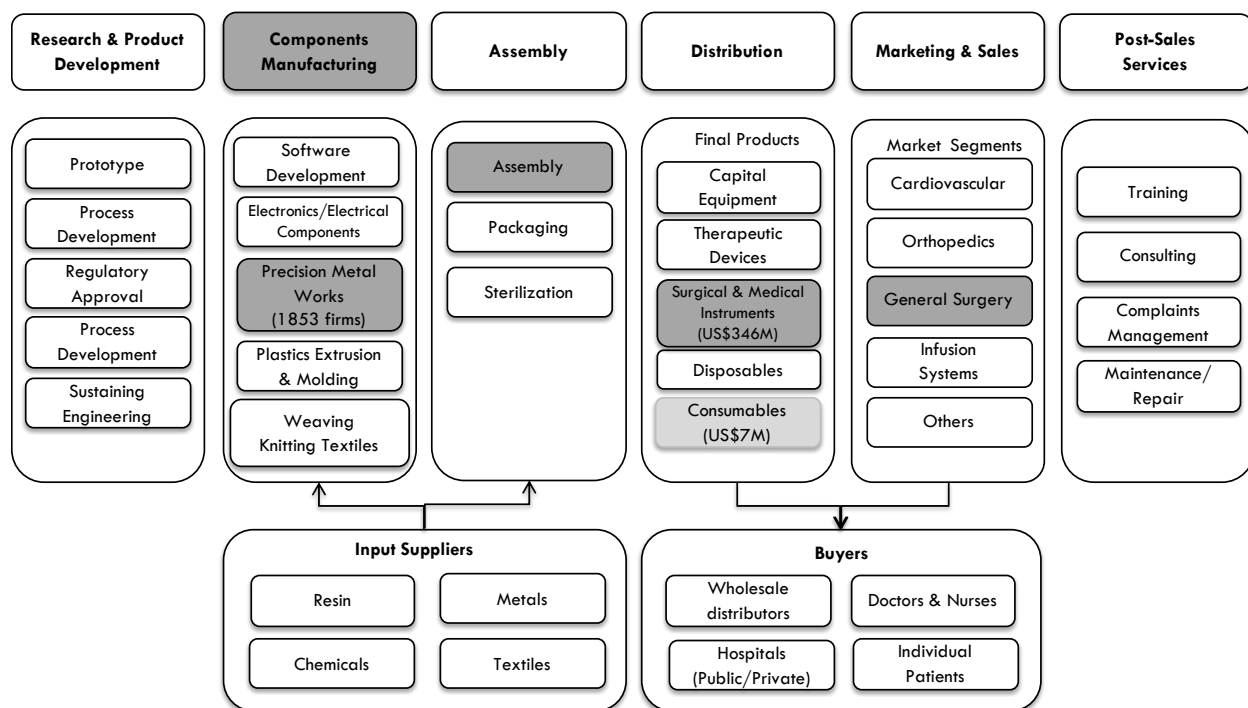 Research & Product
Development
Components
Manufacturing
Assembly
Distribution
Marketing & Sales
Post-Sales
Services
Prototype
Process
Development
Regulatory
Approval
Process
Development
Sustaining
Engineering
Software
Development
Electronics/Electrical
Components
Precision Metal
Works
(1853 firms)
Plastics Extrusion
& Molding
Weaving
Knitting Textiles
Assembly
Packaging
Sterilization
Final Products
Capital
Equipment
Therapeutic
Devices
Surgical & Medical
Instruments
(US$346M)
Disposables
Consumables
(US$7M)
Market Segments
Cardiovascular
Orthopedics
General Surgery
Infusion
Systems
Others
Training
Consulting
Complaints
Management
Maintenance/
Repair
Input Suppliers
Resin
Metals
Chemicals
Textiles
Buyers
Wholesale
distributors
Doctors & Nurses
Hospitals
(Public/Private)
Individual
Patients